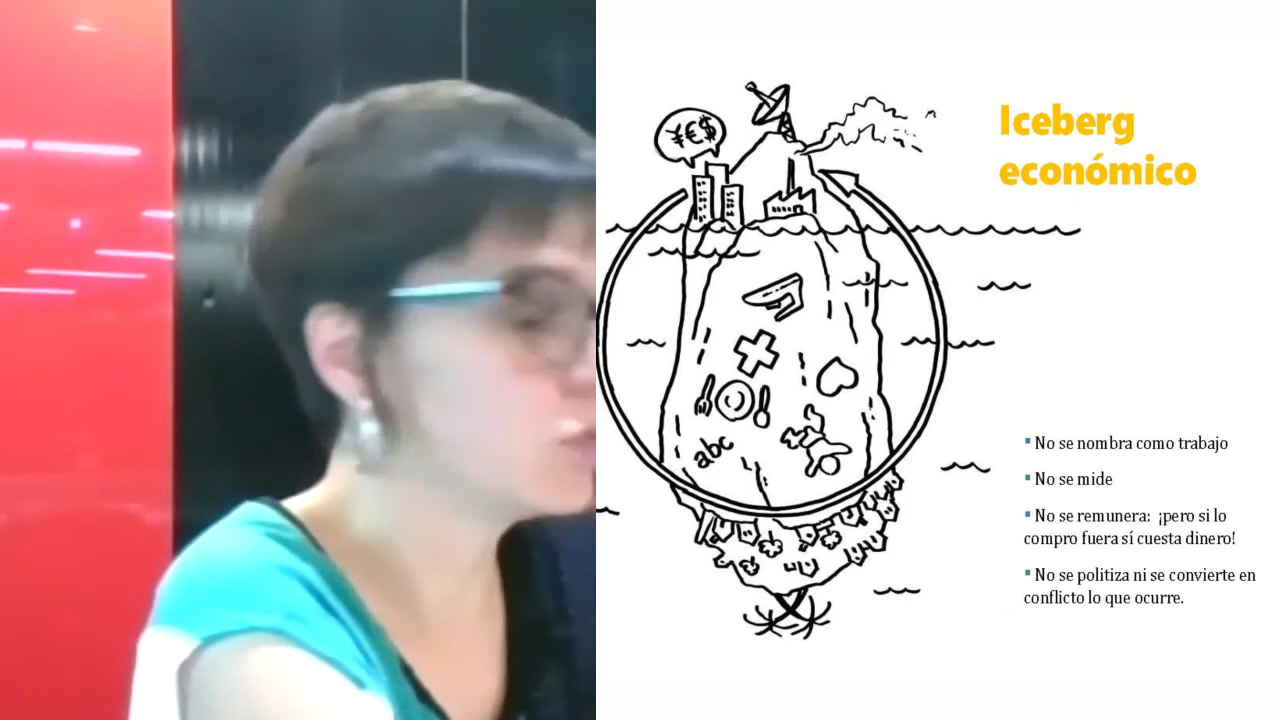 ¥€$
Iceberg
económico
abc
▪ No se nombra como trabajo
▪ No se mide
▪ No se remunera: ¡pero si lo
compro fuera sí cuesta dinero!
▪ No se politiza ni se convierte en
conflicto lo que ocurre.